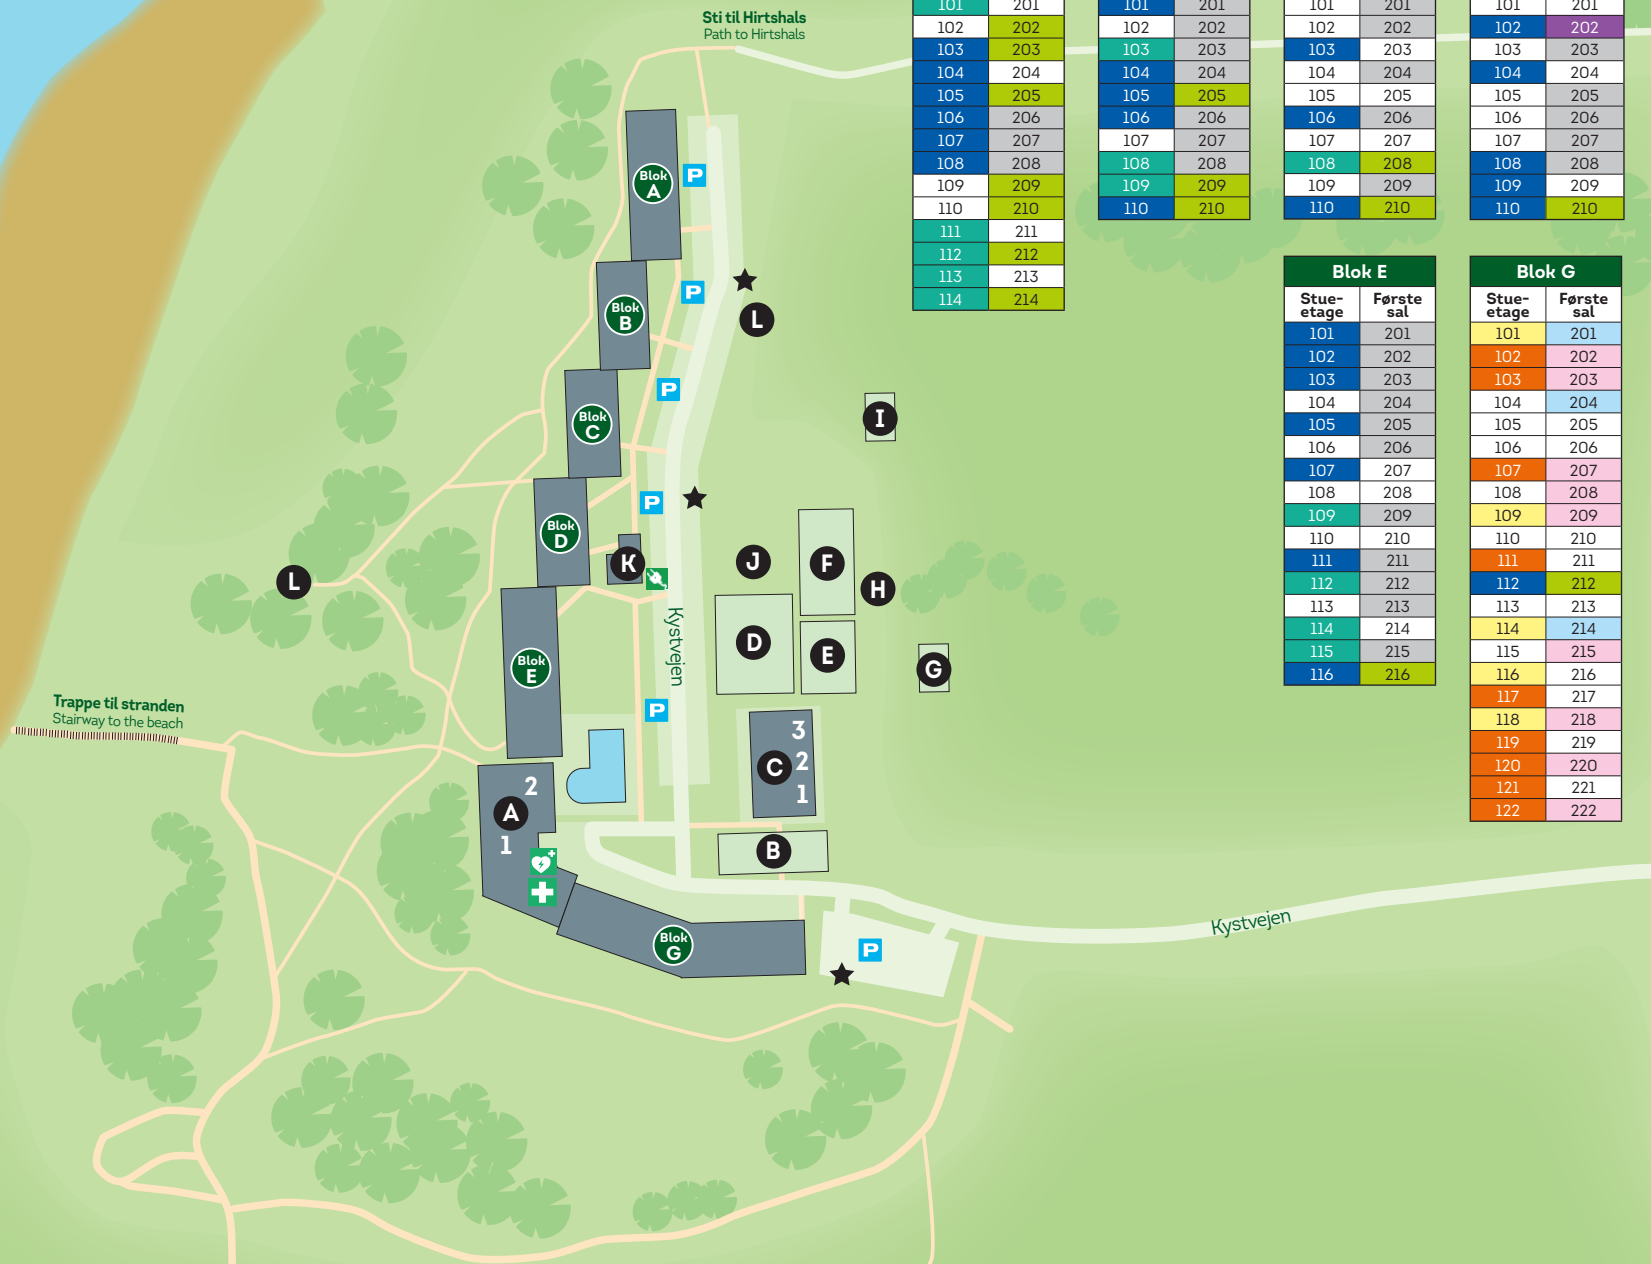 Sti til Hirtshals
Path to Hirtshals
101 201
102 202
103 203
104 204
105 205
106 206
107 207
108 208
109 209
110 210
111 211
112 212
113 213
114 214
101 201
102 202
103 203
104 204
105 205
106 206
107 207
108 208
109 209
110 210
101 201
102 202
103 203
104 204
105 205
106 206
107 207
108 208
109 209
110 210
101 201
102 202
103 203
104 204
105 205
106 206
107 207
108 208
109 209
110 210
Blok E
Stue- Første
etage sal
101 201
102 202
103 203
104 204
105 205
106 206
107 207
108 208
109 209
110 210
111 211
112 212
113 213
114 214
115 215
116 216
Blok G
Stue- Første
etage sal
101 201
102 202
103 203
104 204
105 205
106 206
107 207
108 208
109 209
110 210
111 211
112 212
113 213
114 214
115 215
116 216
117 217
118 218
119 219
120 220
121 221
122 222
Blok
A
P
Blok
B
P
L
P
Blok
C
I
P
Blok
D
K
J
F
H
L
Kystvejen
D
E
G
Blok
E
P
Trappe til stranden
Stairway to the beach
3
C 2
1
2
A
1
B
Blok
G
P
Kystvejen